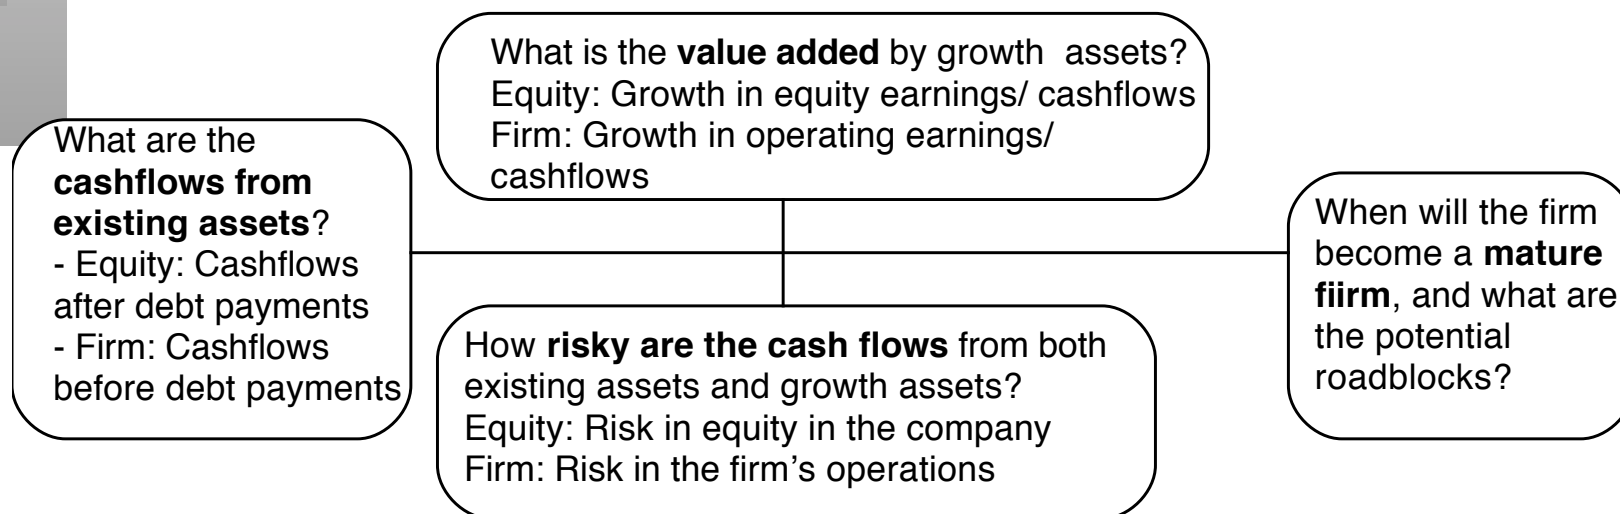 What is the value added by growth assets?
Equity: Growth in equity earnings/ cashflows
Firm: Growth in operating earnings/
cashflows
What are the
cashflows from
existing assets?
- Equity: Cashflows
after debt payments
- Firm: Cashflows
before debt payments
How risky are the cash flows from both
existing assets and growth assets?
Equity: Risk in equity in the company
Firm: Risk in the firm’s operations
When will the firm
become a mature
fiirm, and what are
the potential
roadblocks?